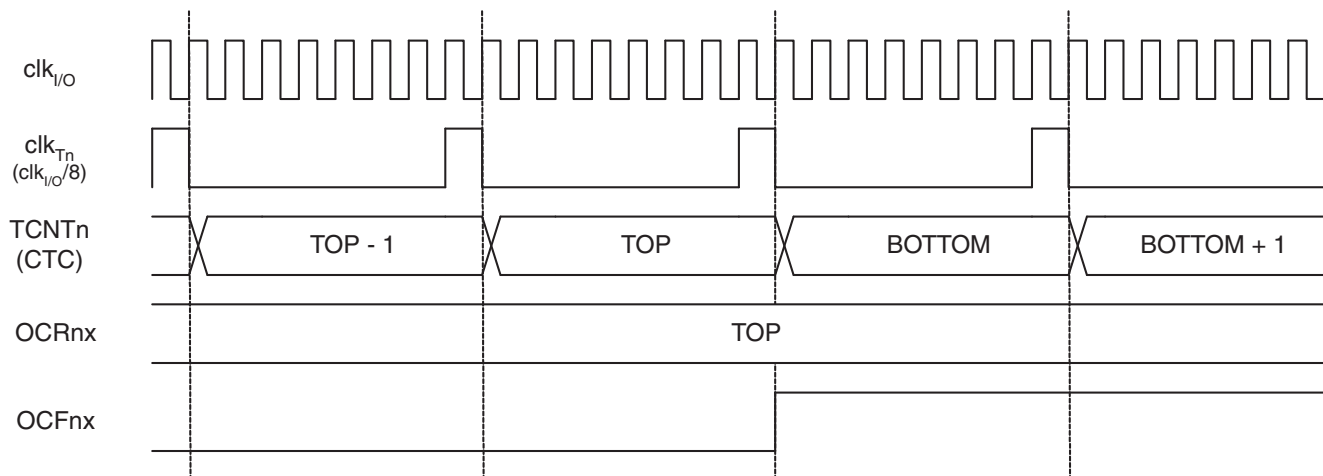 clkI/O
clkTn
(clkI/O/8)
TCNTn
(CTC)
TOP - 1
TOP
BOTTOM
BOTTOM + 1
OCRnx
TOP
OCFnx